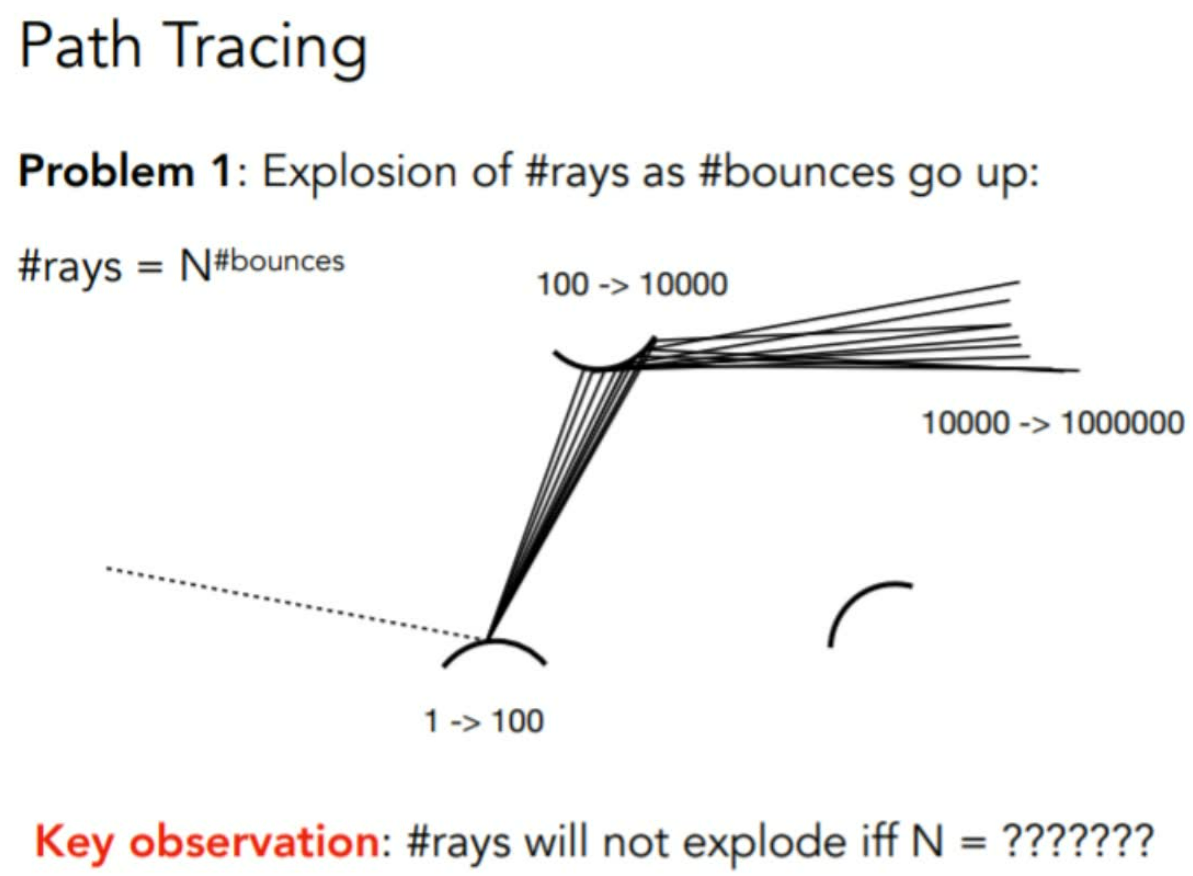 Path Tracing
Problem 1: Explosion of #rays as #bounces go up:
#rays = N#bounces
100 -> 10000
10000 -> 1000000
1 -> 100
Key observation: #rays will not explode iff N = ???????